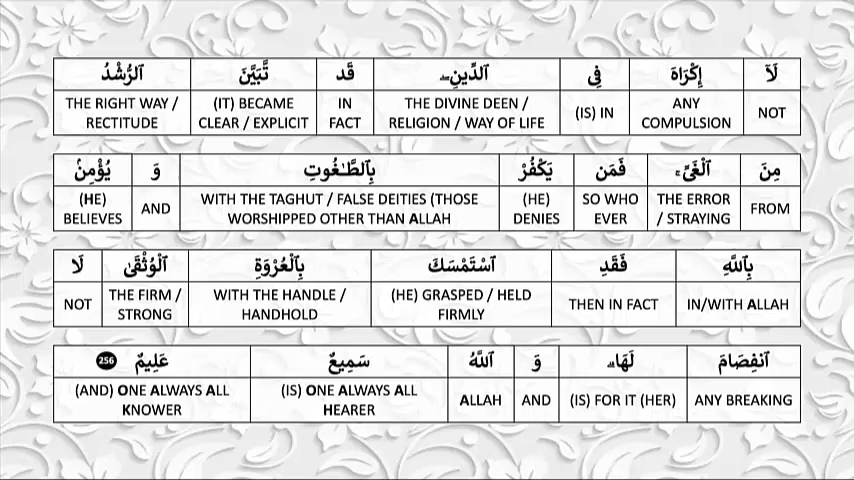 لَآ إِكْرَاهَ فِى ٱلدِّينِ ۖ قَد تَّبَيَّنَ ٱلرُّشْدُ
NOT ANY COMPULSION (IS) IN THE DIVINE DEEN / RELIGION / WAY OF LIFE IN FACT (IT) BECAME CLEAR / EXPLICIT THE RIGHT WAY / RECTITUDE
مِنَ ٱلْغَىِّ ۚ فَمَن يَكْفُرْ بِٱلطَّـٰغُوتِ وَ يُؤْمِنۢ
FROM THE ERROR / STRAYING SO WHO EVER (HE) DENIES WITH THE TAGHUT / FALSE DEITIES (THOSE WORSHIPPED OTHER THAN ALLAH AND (HE) BELIEVES
بِٱللَّهِ فَقَدِ ٱسْتَمْسَكَ بِٱلْعُرْوَةِ ٱلْوُثْقَىٰ لَا
IN/WITH ALLAH THEN IN FACT (HE) GRASPED / HELD FIRMLY WITH THE HANDLE / HANDHOLD THE FIRM / STRONG NOT
ٱنفِصَامَ لَهَا ۗ وَ ٱللَّهُ سَمِيعٌ عَلِيمٌ 256
ANY BREAKING (IS) FOR IT (HER) AND ALLAH (IS) ONE ALWAYS ALL HEARER (AND) ONE ALWAYS ALL KNOWER